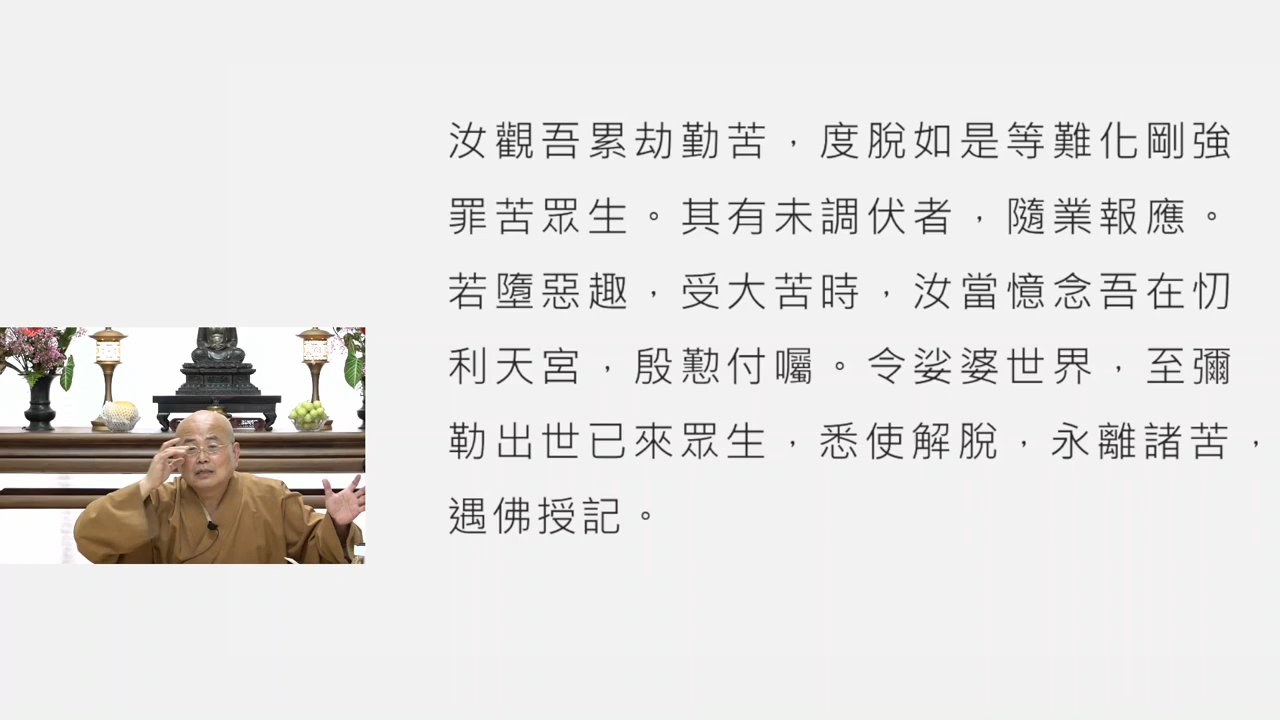 汝觀吾累劫勤苦，度脫如是等難化剛強
罪苦眾生。其有未調伏者，隨業報應。
若墮惡趣，受大苦時，汝當憶念吾在忉
利天宮，殷懃付囑。令娑婆世界，至彌
勒出世已來眾生，悉使解脫，永離諸苦，
遇佛授記。